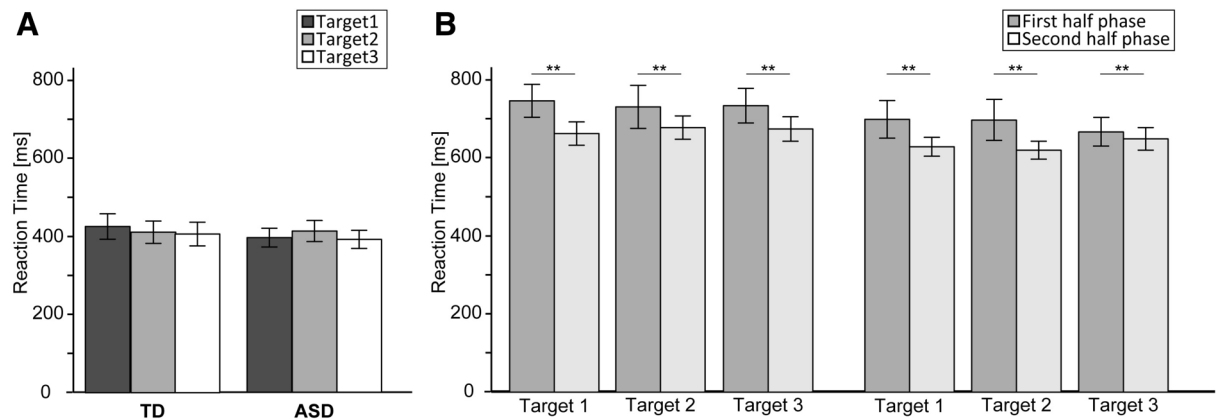 A
Target1
Target2
Target3
Reaction Time [ms]
800
600
400
200
0
TD
ASD
B
First half phase
Second half phase
Reaction Time [ms]
800
600
400
200
0
** ** ** ** ** **
Target 1 Target 2 Target 3 Target 1 Target 2 Target 3